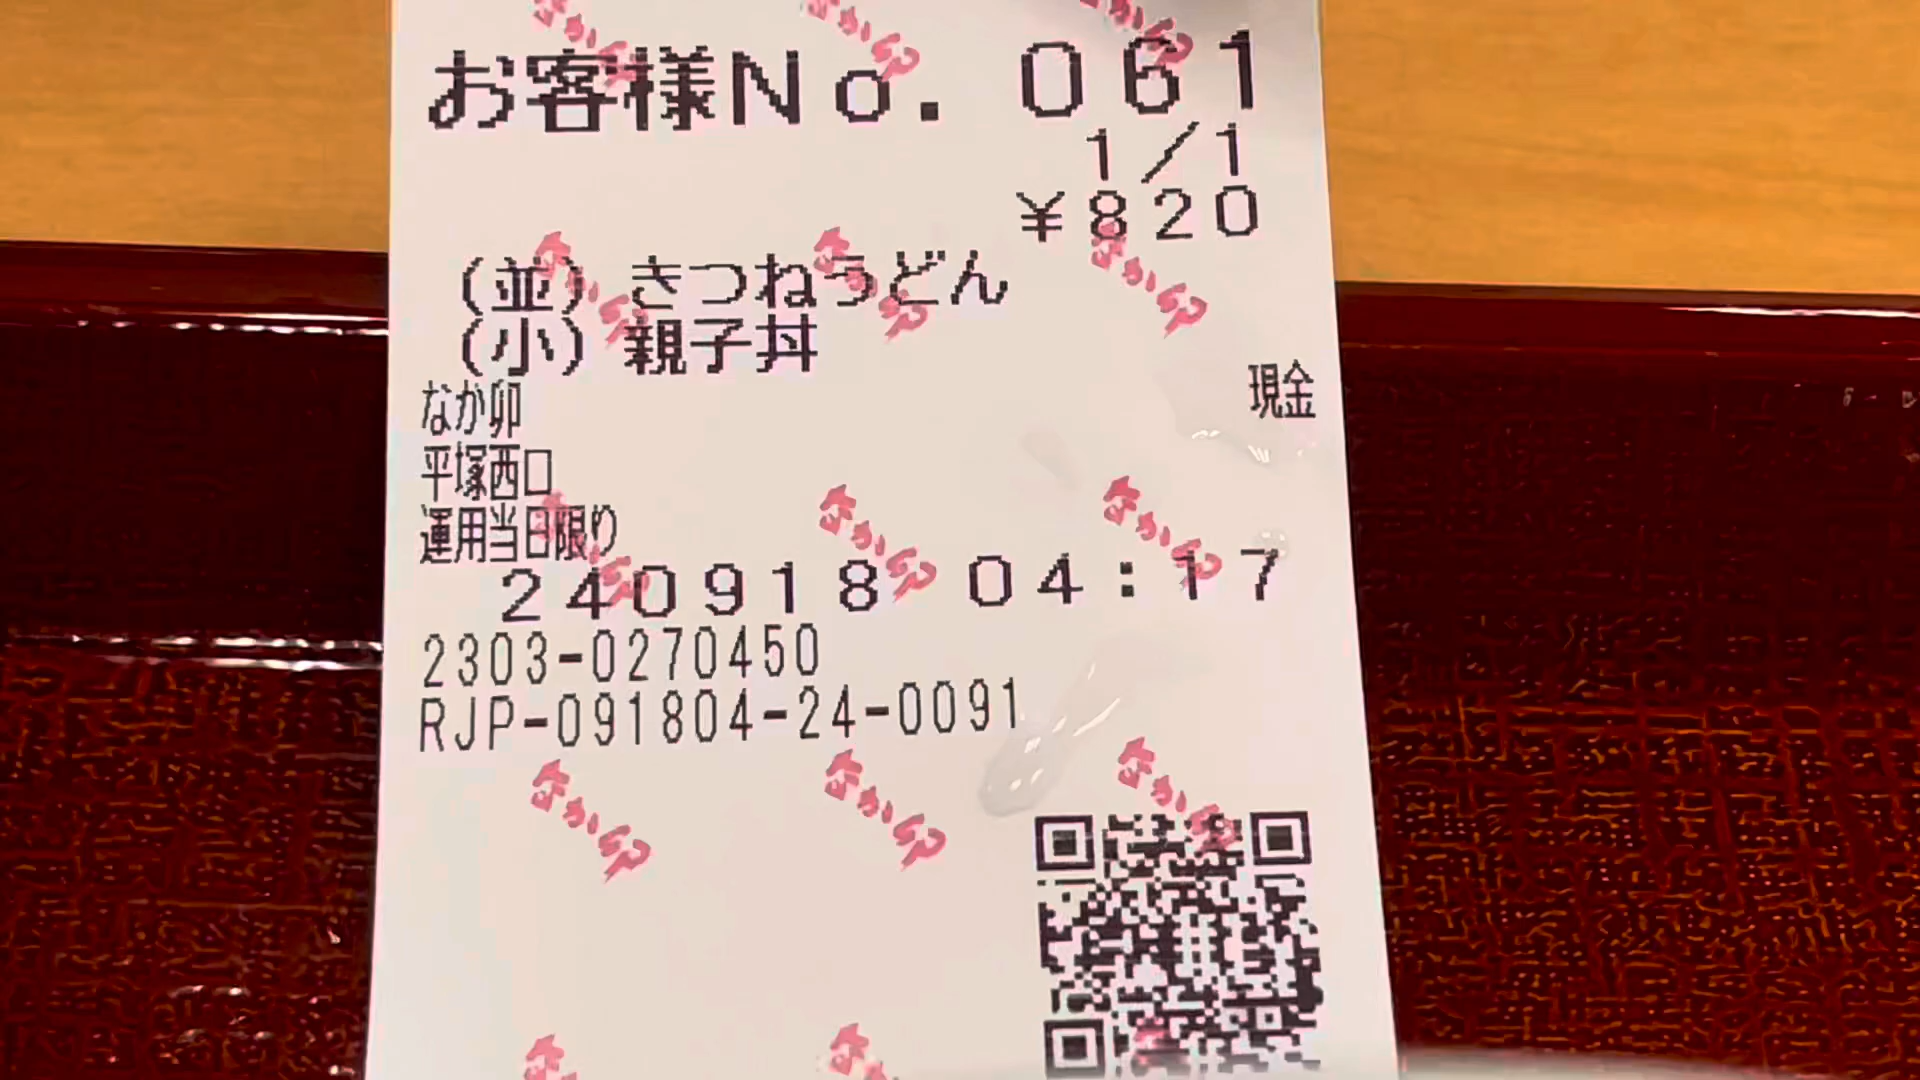 お客様No. 061
1/1
¥820
(並) きつねうどん
(小) 親子丼
現金
なか卯
平塚西口
運用当日限り
240918 04:17
2303-0270450
RJP-091804-24-0091